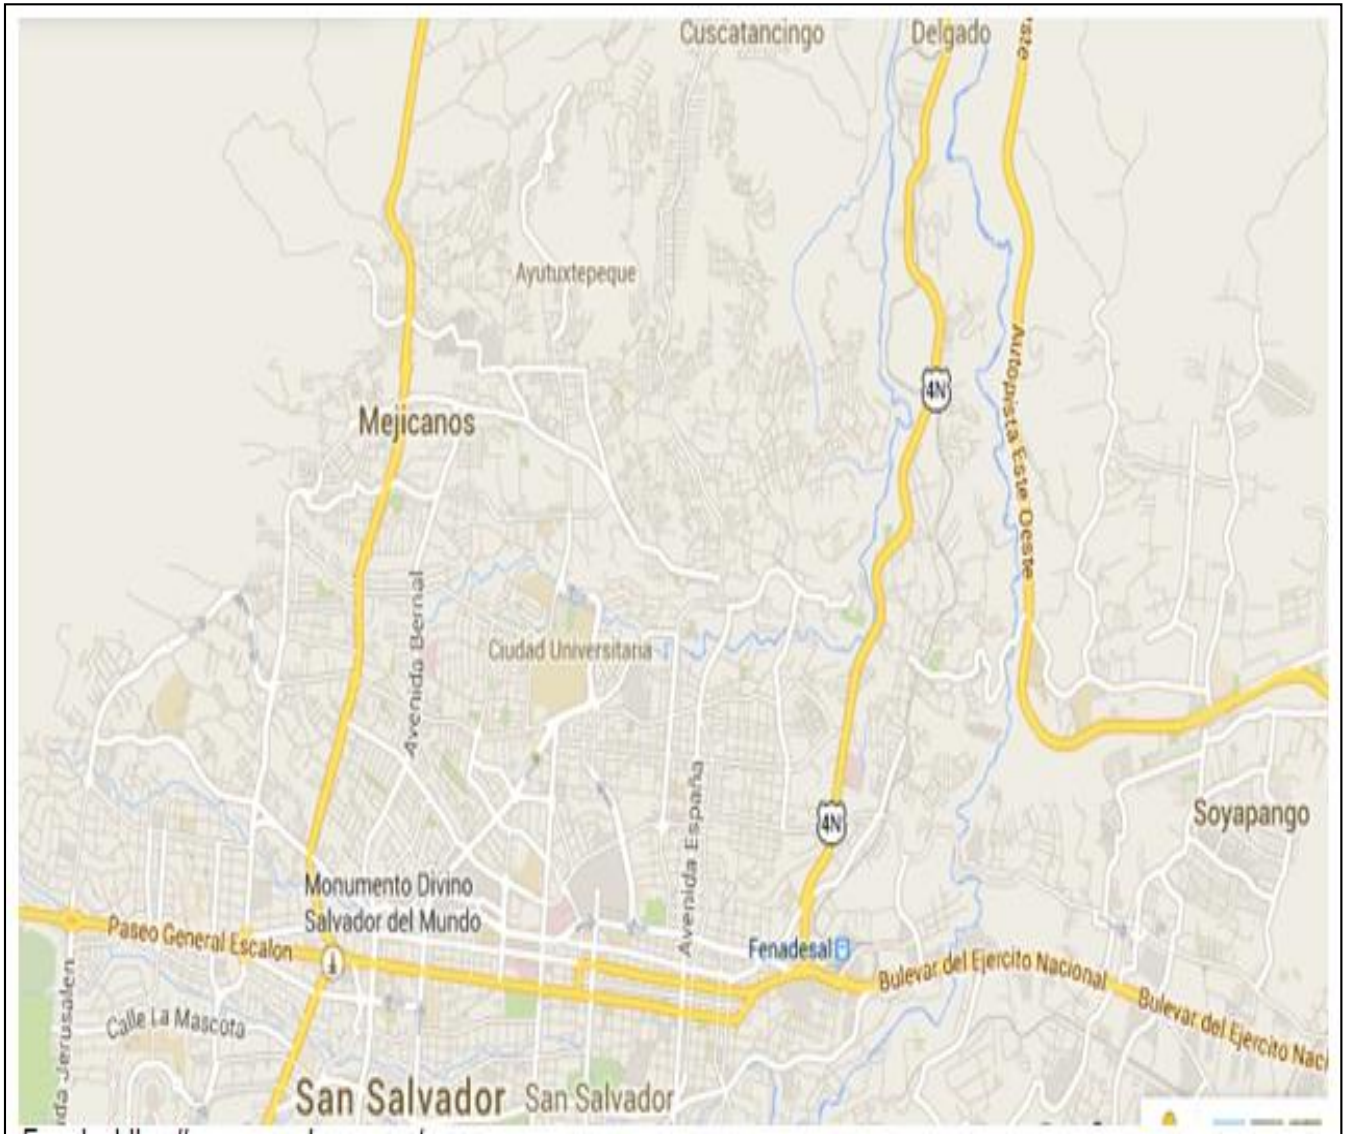 Cuscatancingo
Delgado
Ayutuxtepeque
4N
Autopista Este Oeste
Mejicanos
Avenida Bernal
Ciudad Universitaria
Avenida España
4N
Soyapango
Monumento Divino
Salvador del Mundo
Paseo General Escalon
Fenadesal
Bulevar del Ejercito Nacional
Bulevar del Ejercito Naci
Calle La Mascota
San Salvador
San Salvador